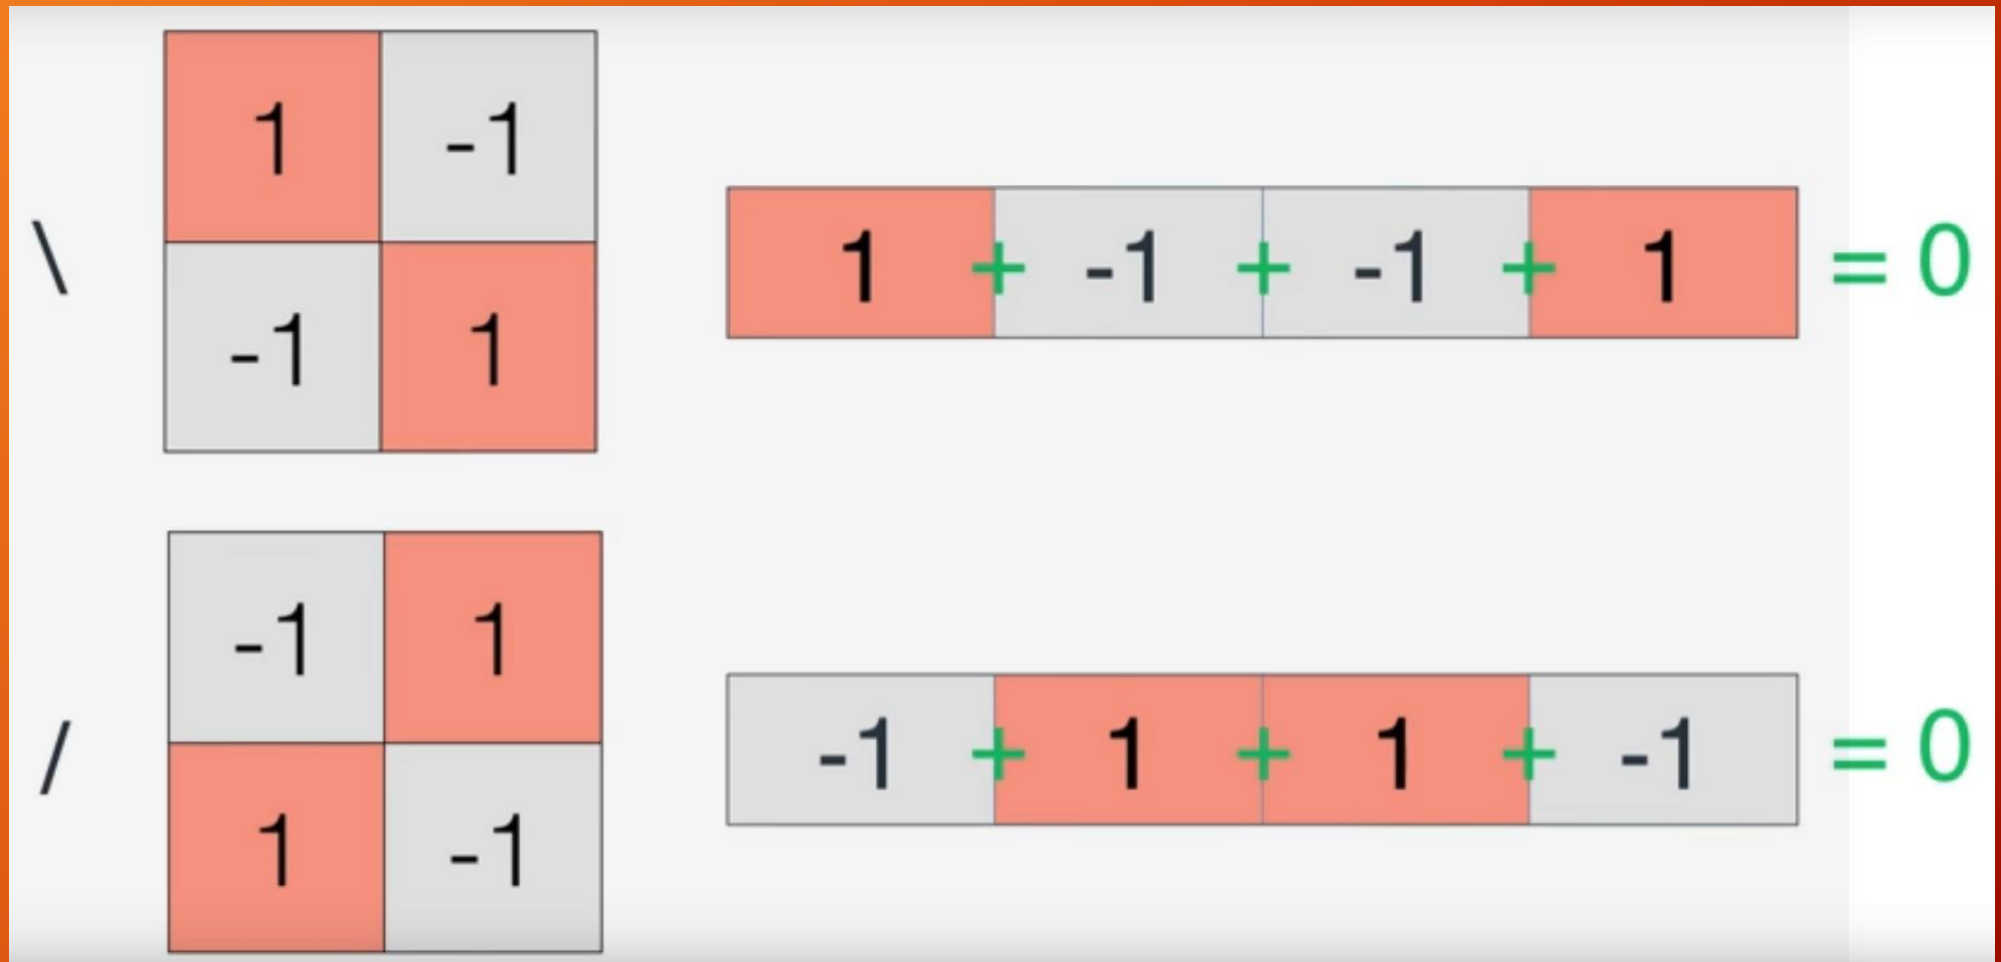 1 -1
\ 1 + -1 + -1 + 1 = 0
-1 1
-1 1
/ -1 + 1 + 1 + -1 = 0
1 -1